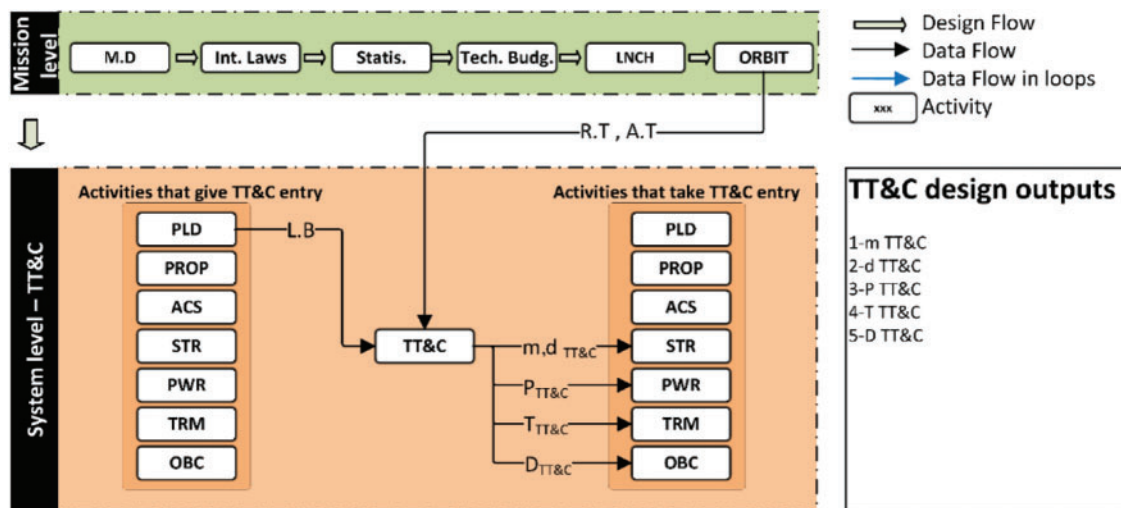 Mission level
M.D
Int. Laws
Statis.
Tech. Budg.
LNCH
ORBIT
Design Flow
Data Flow
Data Flow in loops
xxx
Activity
R.T , A.T
System level – TT&C
Activities that give TT&C entry
PLD
PROP
ACS
STR
PWR
TRM
OBC
L.B
TT&C
m,d TT&C
PTT&C
TTT&C
DTT&C
Activities that take TT&C entry
PLD
PROP
ACS
STR
PWR
TRM
OBC
TT&C design outputs
1-m TT&C
2-d TT&C
3-P TT&C
4-T TT&C
5-D TT&C